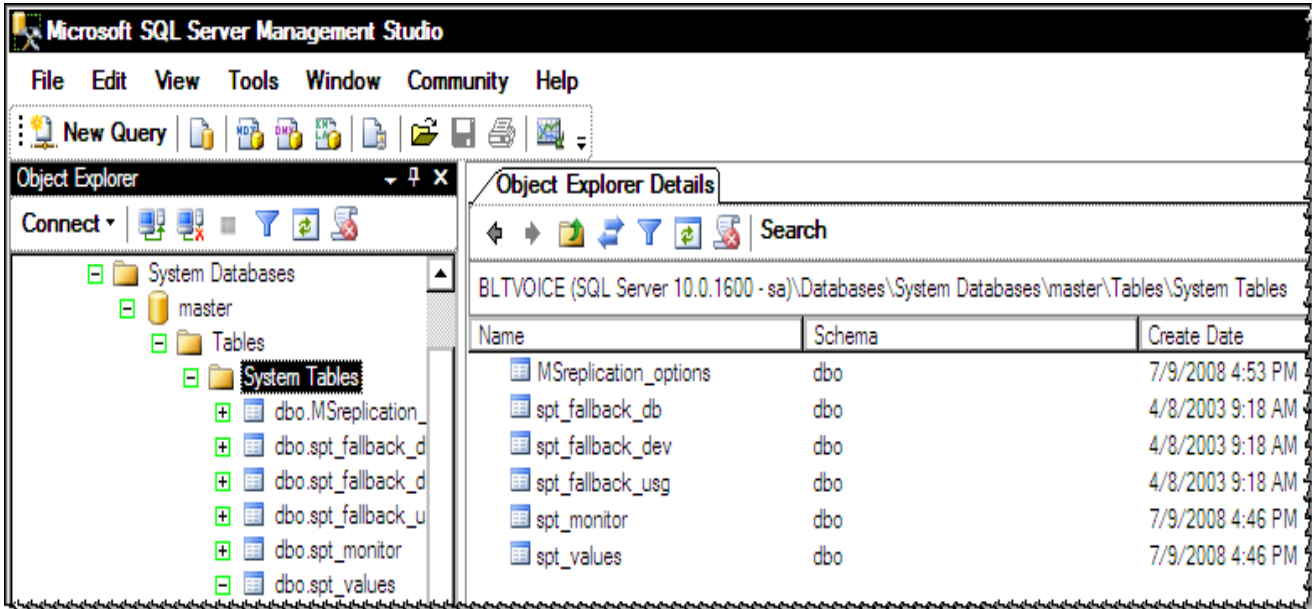 Microsoft SQL Server Management Studio
File Edit View Tools Window Community Help
New Query MDX DMX
Object Explorer
Connect
System Databases
master
Tables
System Tables
dbo.MSreplication_
dbo.spt_fallback_d
dbo.spt_fallback_d
dbo.spt_fallback_u
dbo.spt_monitor
dbo.spt_values
Object Explorer Details
Search
BLTVOICE (SQL Server 10.0.1600 - sa)\Databases\System Databases\master\Tables\System Tables
Name Schema Create Date
MSreplication_options dbo 7/9/2008 4:53 PM
spt_fallback_db dbo 4/8/2003 9:18 AM
spt_fallback_dev dbo 4/8/2003 9:18 AM
spt_fallback_usg dbo 4/8/2003 9:18 AM
spt_monitor dbo 7/9/2008 4:46 PM
spt_values dbo 7/9/2008 4:46 PM